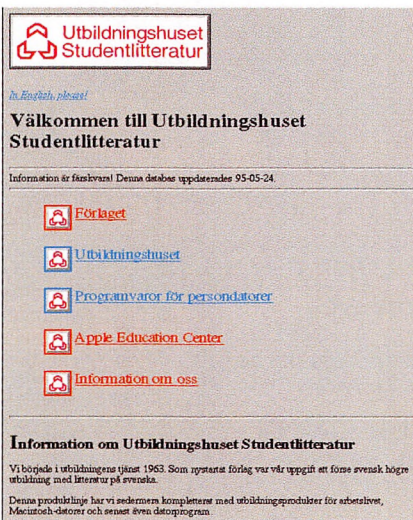 Utbildningshuset
Studentlitteratur
In English, please!
Välkommen till Utbildningshuset
Studentlitteratur
Information är färskvara! Denna databas uppdaterades 95-05-24.
Förlaget
Utbildningshuset
Programvaror för persondatorer
Apple Education Center
Information om oss
Information om Utbildningshuset Studentlitteratur
Vi började i utbildningens tjänst 1963. Som nystartat förlag var vår uppgift att förse svensk högre
utbildning med litteratur på svenska.
Denna produktlinje har vi sedermera kompletterat med utbildningsprodukter för arbetslivet,
Macintosh-datorer och senast även datorprogram.